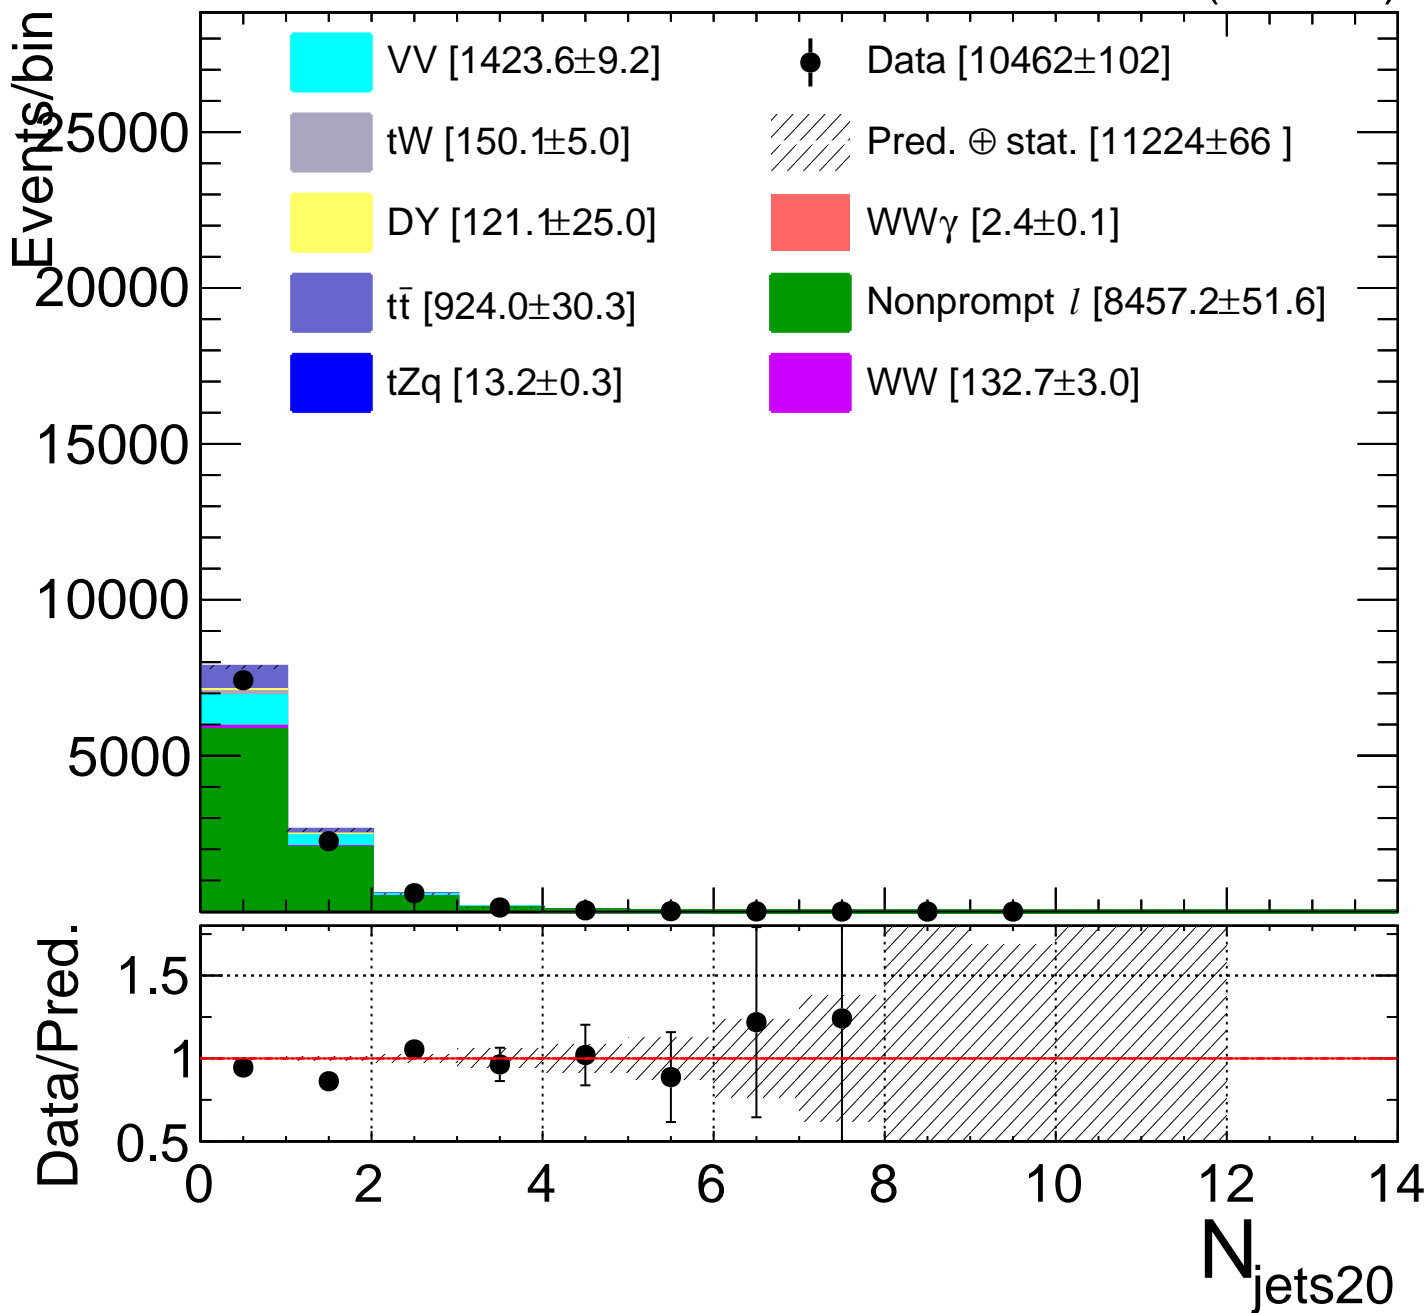 Events/bin
VV [1423.6±9.2]
tW [150.1±5.0]
DY [121.1±25.0]
tt̄ [924.0±30.3]
tZq [13.2±0.3]
Data [10462±102]
Pred. ⊕ stat. [11224±66 ]
WWγ [2.4±0.1]
Nonprompt l [8457.2±51.6]
WW [132.7±3.0]
25000
20000
15000
10000
5000
Data/Pred.
1.5
1
0.5
0 2 4 6 8 10 12 14
N_jets20